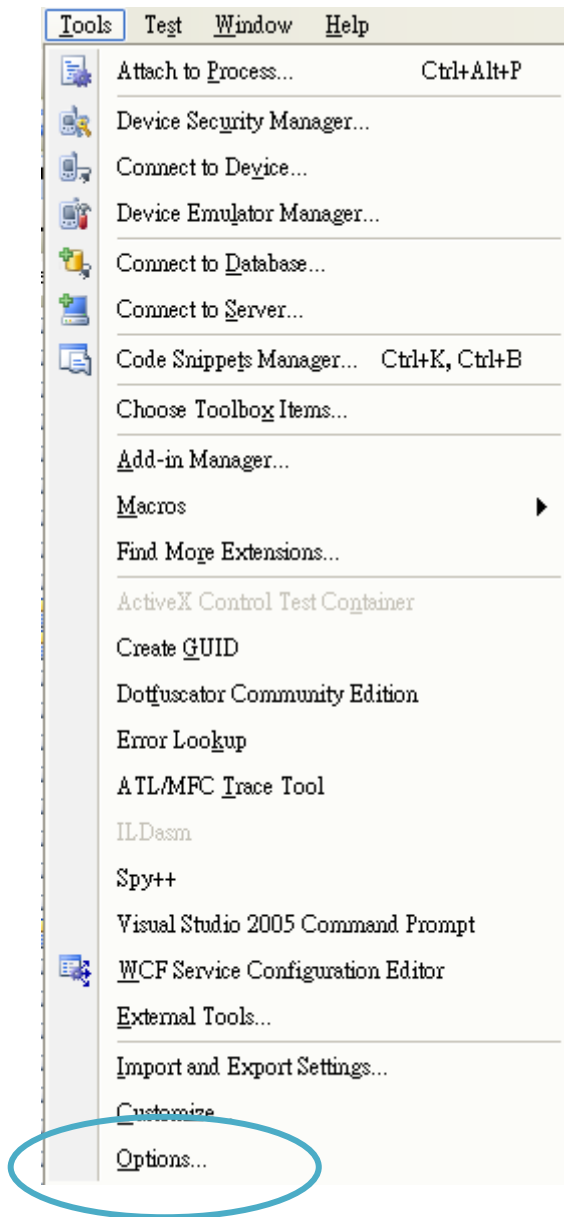 Tools Test Window Help
Attach to Process... Ctrl+Alt+P
Device Security Manager...
Connect to Device...
Device Emulator Manager...
Connect to Database...
Connect to Server...
Code Snippets Manager... Ctrl+K, Ctrl+B
Choose Toolbox Items...
Add-in Manager...
Macros
Find More Extensions...
ActiveX Control Test Container
Create GUID
Dotfuscator Community Edition
Error Lookup
ATL/MFC Trace Tool
ILDasm
Spy++
Visual Studio 2005 Command Prompt
WCF Service Configuration Editor
External Tools...
Import and Export Settings...
Customize...
Options...